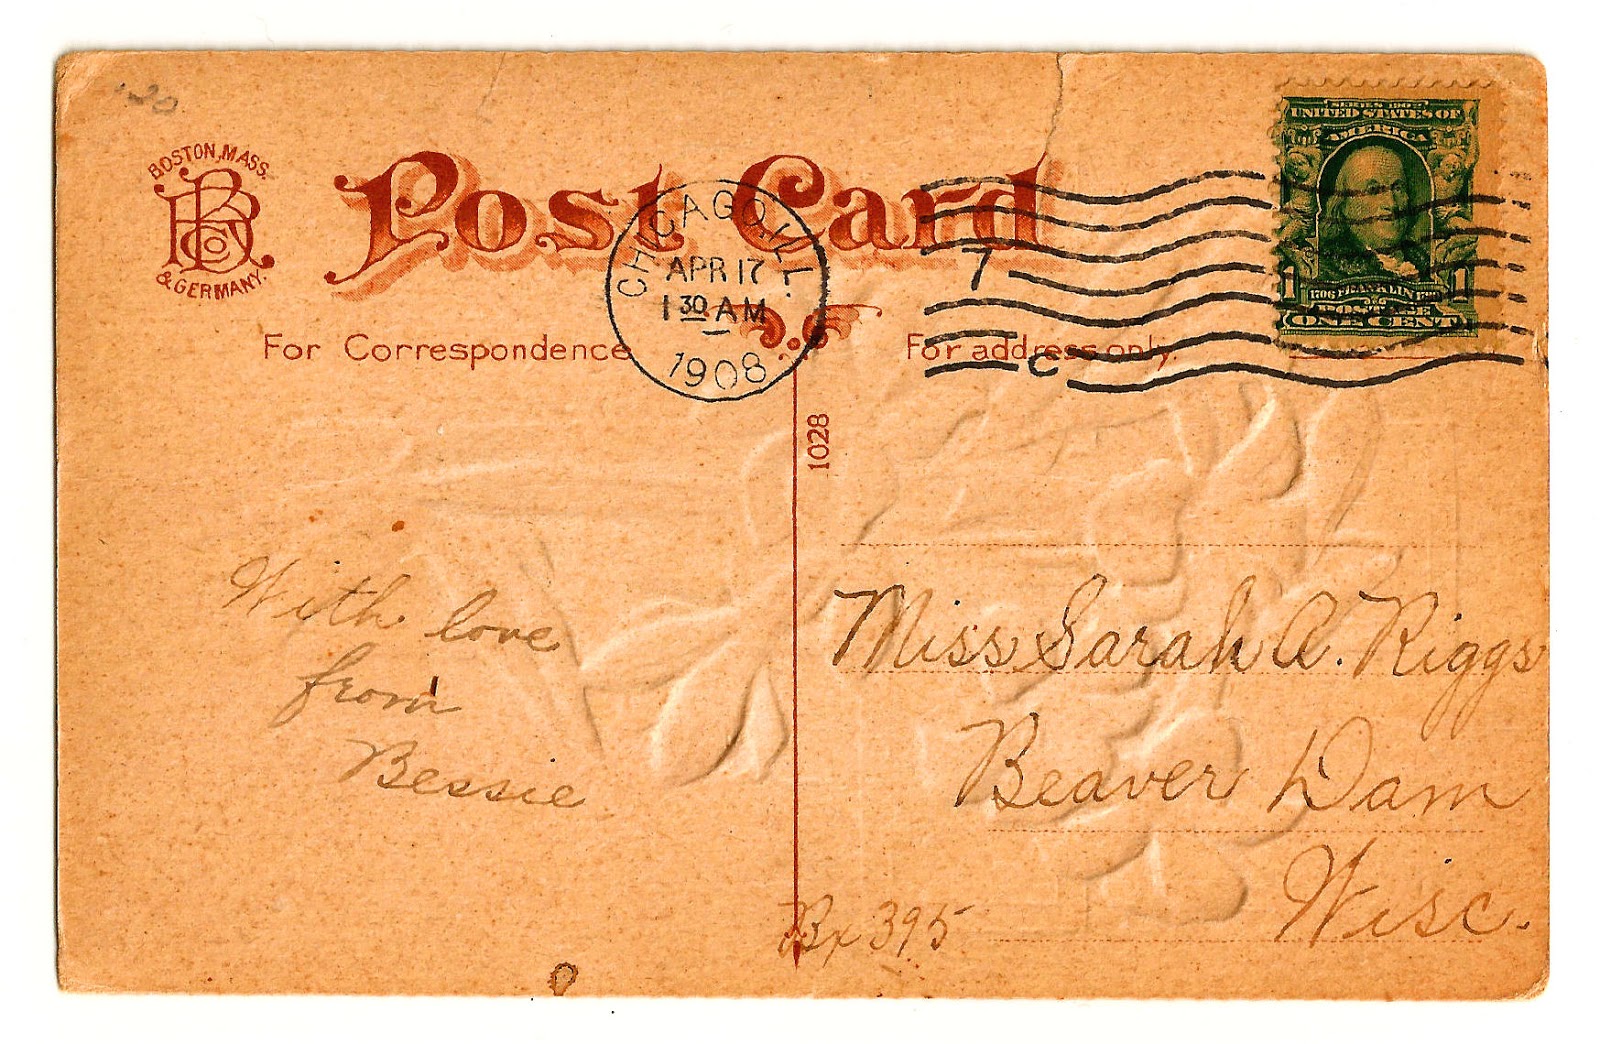 .20
BOSTON, MASS.
& GERMANY.
Post Card
CHICAGO, ILL.
APR 17
1 30 AM
1908
7
C
SERIES 1902
UNITED STATES OF
AMERICA
1 1706 FRANKLIN 1790 1
POSTAGE
ONE CENT
For Correspondence
For address only.
1028
With love
from
Bessie
Miss Sarah A. Riggs
Beaver Dam
Wisc.
Bx 395